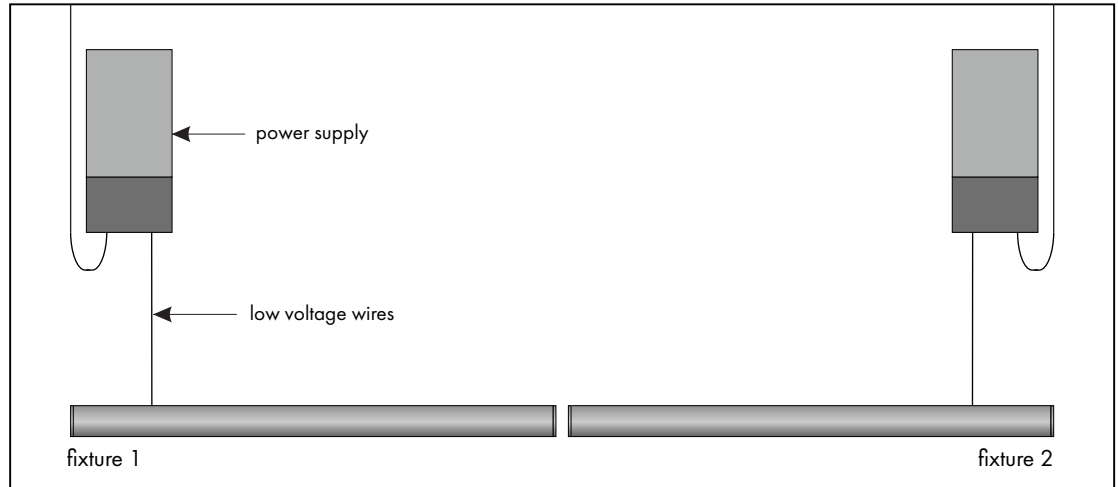 power supply
low voltage wires
fixture 1
fixture 2